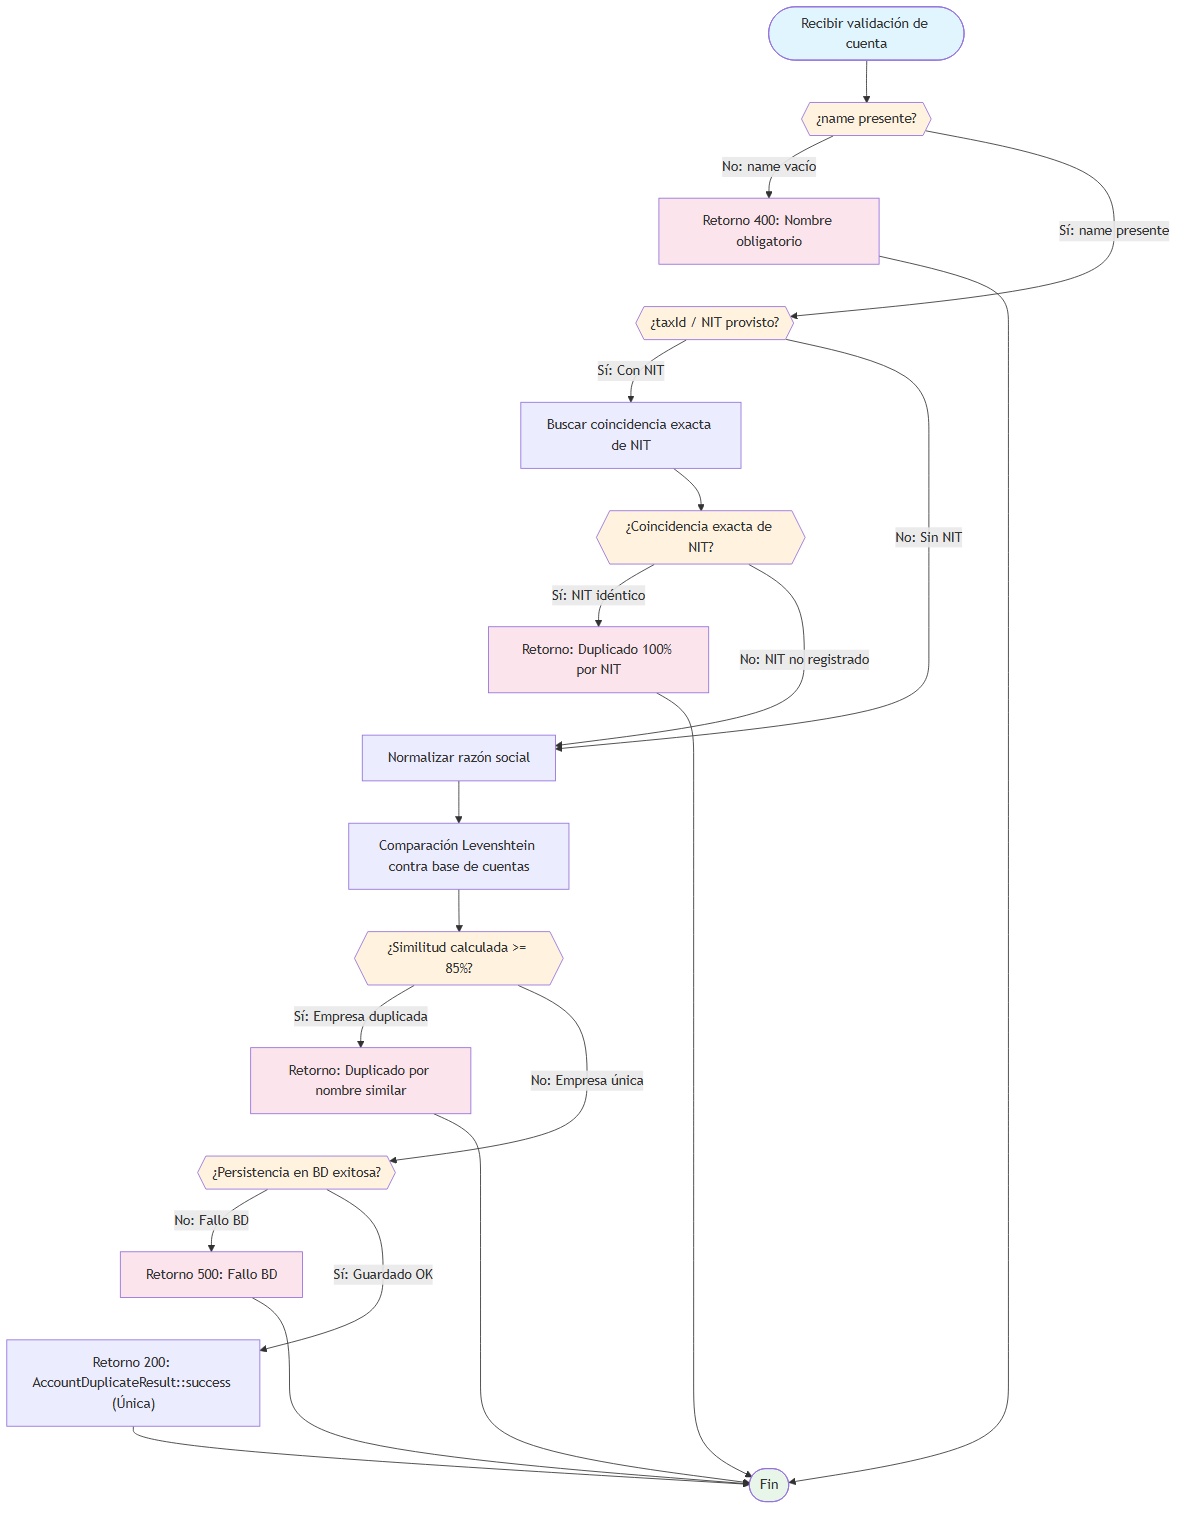 Recibir validación de
cuenta
¿name presente?
No: name vacío
Sí: name presente
Retorno 400: Nombre
obligatorio
¿taxId / NIT provisto?
Sí: Con NIT
No: Sin NIT
Buscar coincidencia exacta
de NIT
¿Coincidencia exacta de
NIT?
Sí: NIT idéntico
No: NIT no registrado
Retorno: Duplicado 100%
por NIT
Normalizar razón social
Comparación Levenshtein
contra base de cuentas
¿Similitud calculada >=
85%?
Sí: Empresa duplicada
No: Empresa única
Retorno: Duplicado por
nombre similar
¿Persistencia en BD exitosa?
No: Fallo BD
Sí: Guardado OK
Retorno 500: Fallo BD
Retorno 200:
AccountDuplicateResult::success
(Única)
Fin